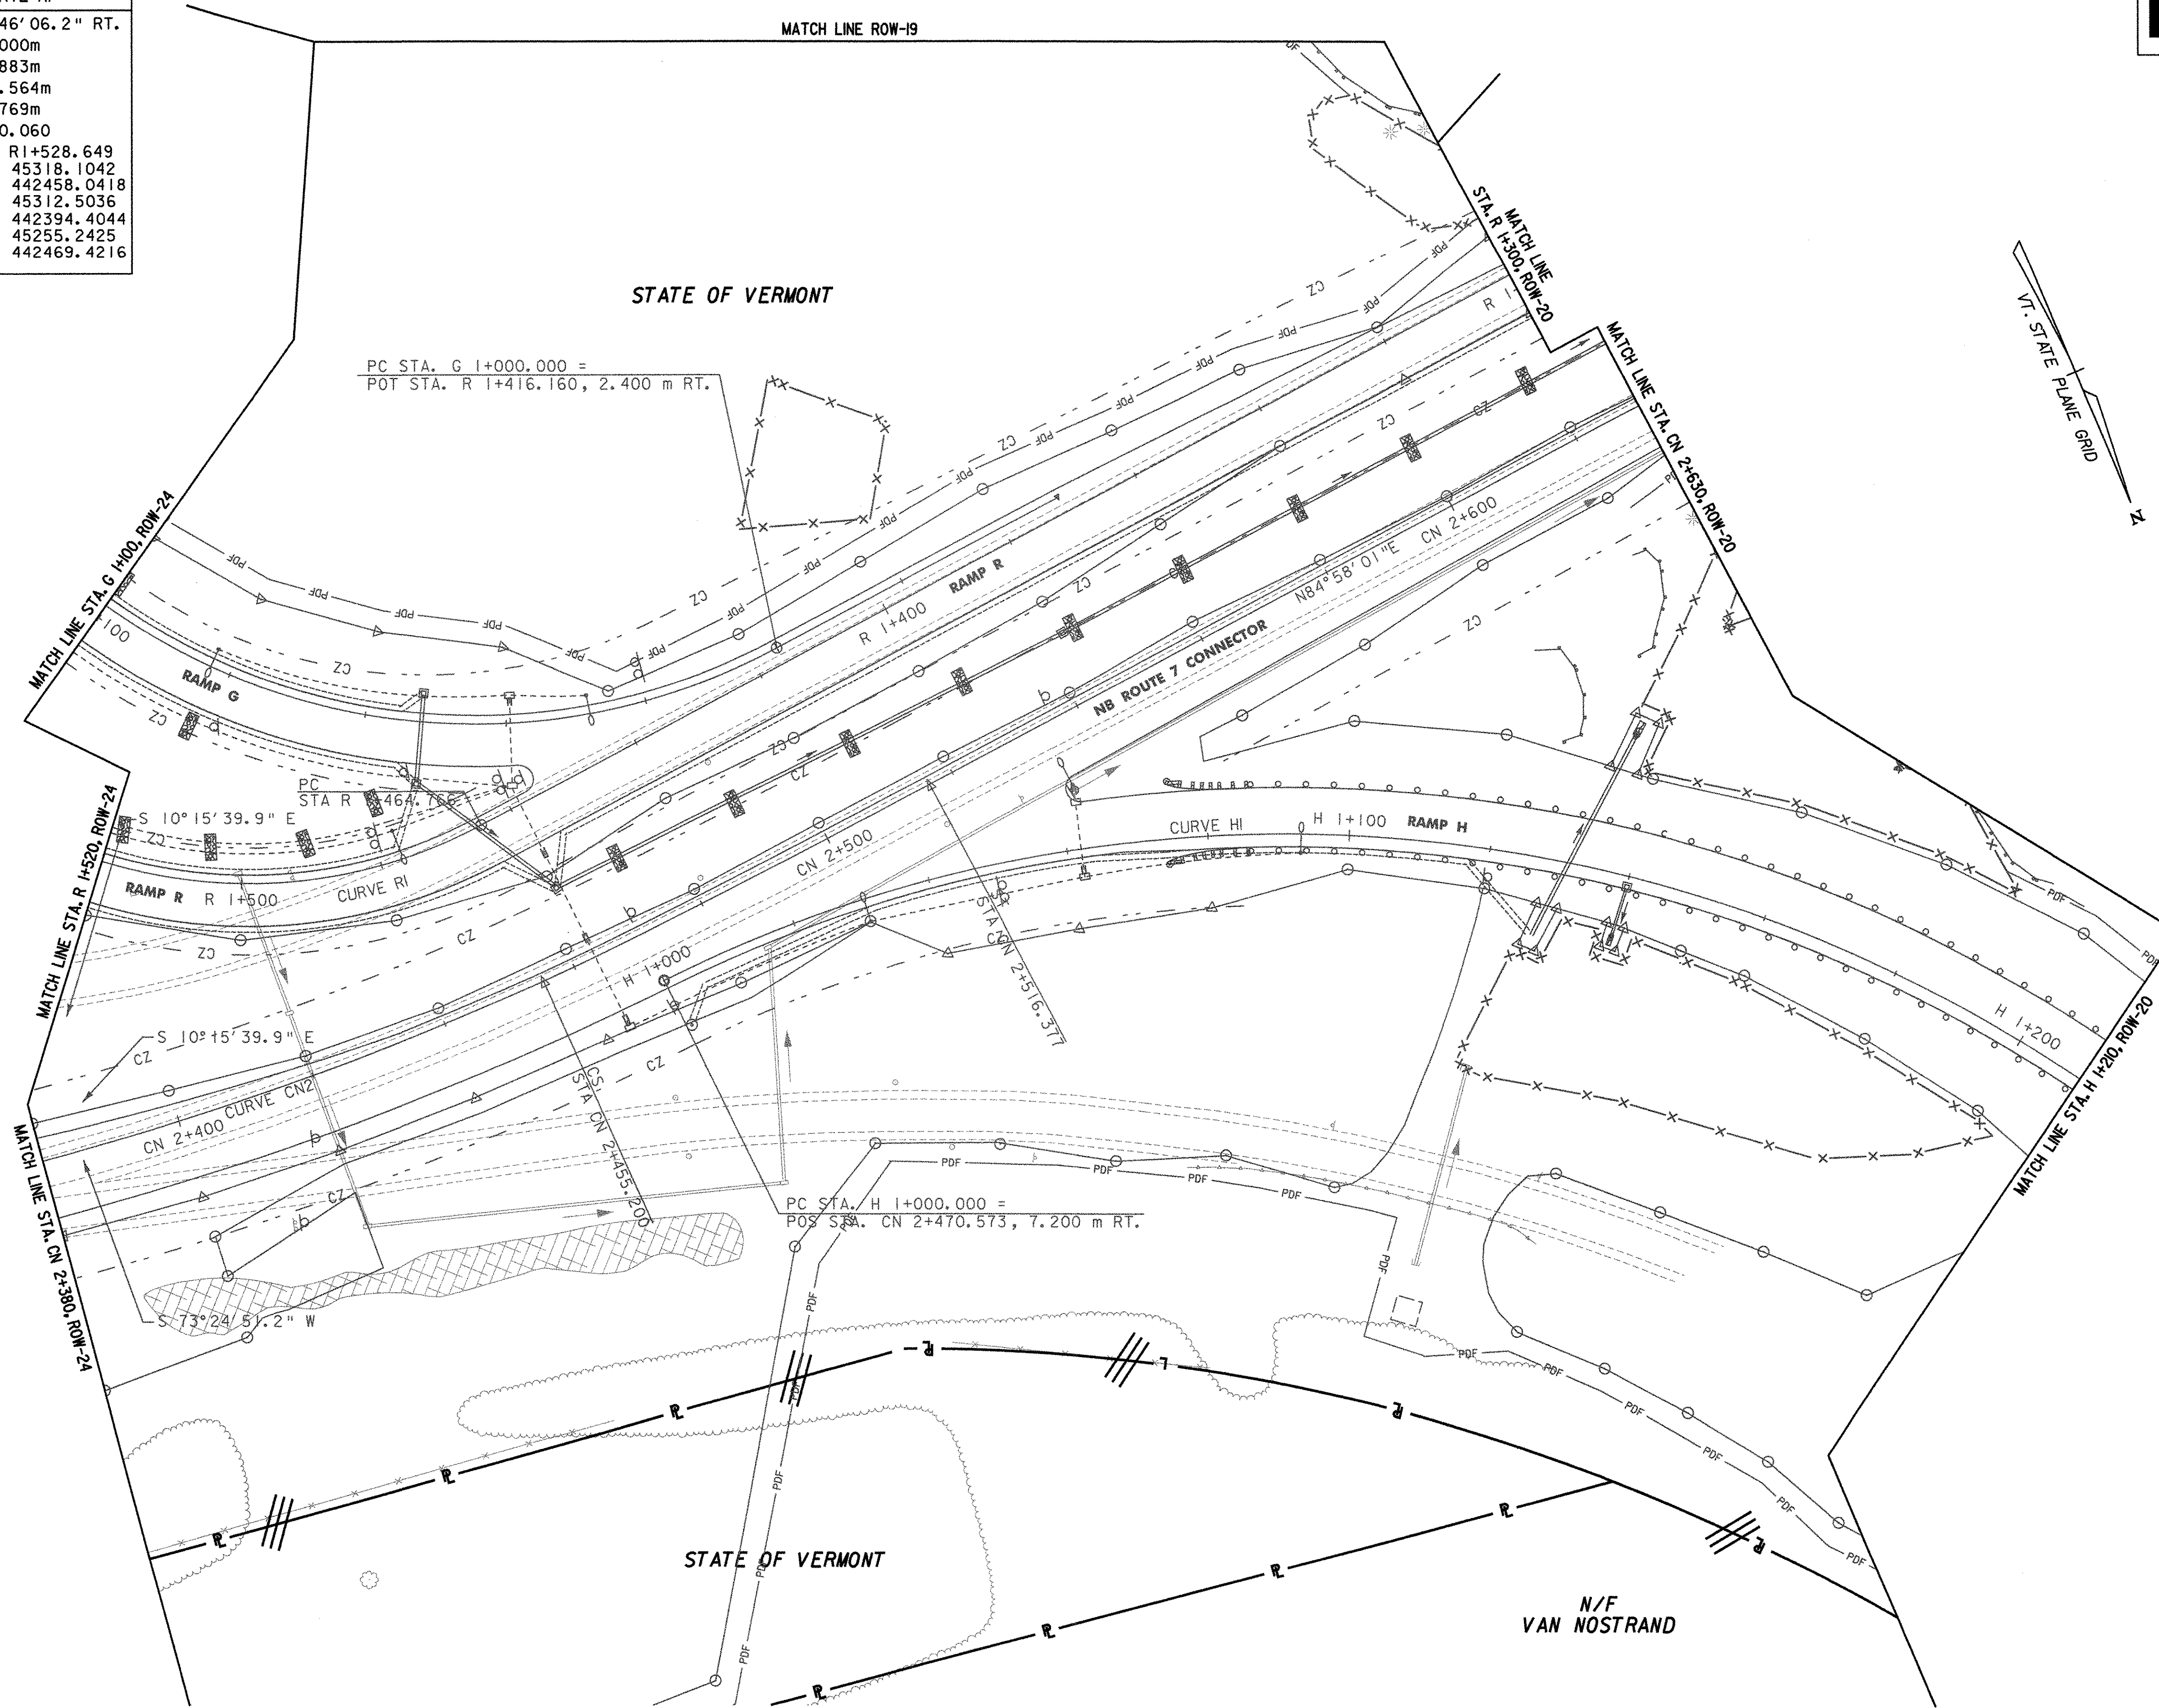 46' 06.2" RT.
000m
883m
.564m
769m
0.060
R1+528.649
45318.1042
442458.0418
45312.5036
442394.4044
45255.2425
442469.4216
MATCH LINE ROW-19
MATCH LINE
STA. R 1+300, ROW-20
MATCH LINE STA. CN 2+630, ROW-20
VT. STATE PLANE GRID
N
STATE OF VERMONT
PC STA. G 1+000.000 =
POT STA. R 1+416.160, 2.400 m RT.
MATCH LINE STA. G 1+100, ROW-24
100
RAMP G
R 1+400
RAMP R
R 1
N84°58'01"E
CN 2+600
NB ROUTE 7 CONNECTOR
PC
STA R 1+464.766
S 10°15'39.9" E
RAMP R
R 1+500
CURVE R1
MATCH LINE STA. R 1+520, ROW-24
CN 2+500
CURVE H1
H 1+100
RAMP H
STA CN 2+516.377
H 1+000
H 1+200
MATCH LINE STA. H 1+210, ROW-20
S 10°15'39.9" E
CURVE CN2
CN 2+400
CS
STA CN 2+455.200
MATCH LINE STA. CN 2+380, ROW-24
PC STA. H 1+000.000 =
POS STA. CN 2+470.573, 7.200 m RT.
S 73°24'51.2" W
CZ
PDF
PL
STATE OF VERMONT
N/F
VAN NOSTRAND